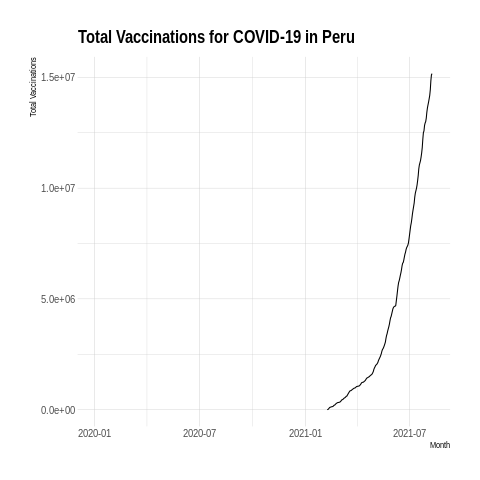 Total Vaccinations for COVID-19 in Peru
Total Vaccinations
1.5e+07
1.0e+07
5.0e+06
0.0e+00
2020-01 2020-07 2021-01 2021-07
Month